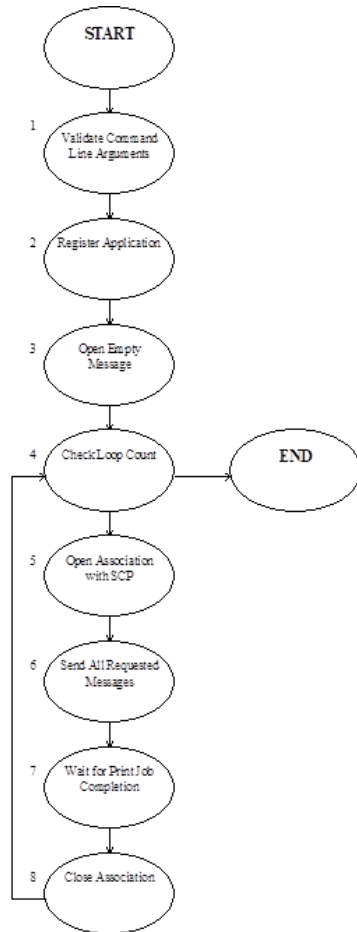 START
1
Validate Command
Line Arguments
2
Register Application
3
Open Empty
Message
4
Check Loop Count
END
5
Open Association
with SCP
6
Send All Requested
Messages
7
Wait for Print Job
Completion
8
Close Association